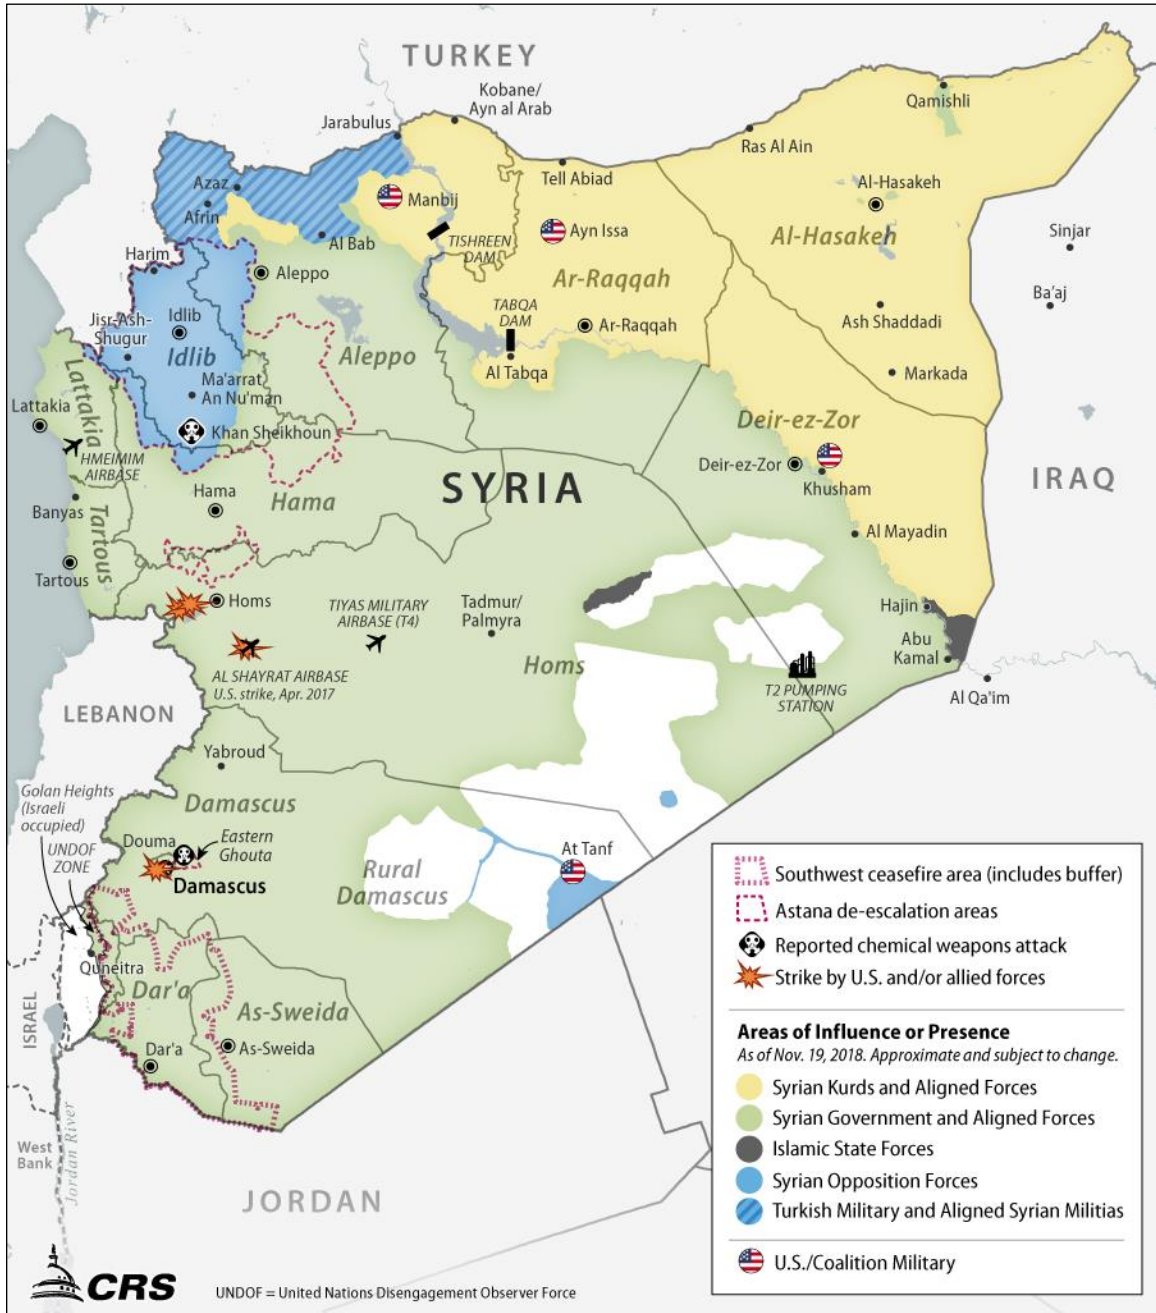 TURKEY
Kobane/
Ayn al Arab
Jarabulus
Qamishli
Ras Al Ain
Azaz
Afrin
Manbij
Tell Abiad
Al-Hasakeh
Ayn Issa
Al-Hasakeh
Sinjar
Al Bab
TISHREEN
DAM
Harim
Aleppo
Ar-Raqqah
Ba'aj
Idlib
TABQA
DAM
Ar-Raqqah
Ash Shaddadi
Jisr-Ash-
Shugur
Idlib
Aleppo
Al Tabqa
Markada
Ma'arrat
An Nu'man
Lattakia
Lattakia
Khan Sheikhoun
Deir-ez-Zor
HMEIMIM
AIRBASE
Deir-ez-Zor
Khusham
SYRIA
IRAQ
Hama
Hama
Banyas
Tartous
Al Mayadin
Tartous
Homs
TIYAS MILITARY
AIRBASE (T4)
Tadmur/
Palmyra
Hajin
Abu
Kamal
Homs
AL SHAYRAT AIRBASE
U.S. strike, Apr. 2017
T2 PUMPING
STATION
Al Qa'im
LEBANON
Yabroud
Golan Heights
(Israeli
occupied)
Damascus
UNDOF
ZONE
Douma
Eastern
Ghouta
At Tanf
Damascus
Rural
Damascus
Quneitra
ISRAEL
Dar'a
As-Sweida
As-Sweida
Dar'a
West
Bank
Jordan River
JORDAN
Southwest ceasefire area (includes buffer)
Astana de-escalation areas
Reported chemical weapons attack
Strike by U.S. and/or allied forces
Areas of Influence or Presence
As of Nov. 19, 2018. Approximate and subject to change.
Syrian Kurds and Aligned Forces
Syrian Government and Aligned Forces
Islamic State Forces
Syrian Opposition Forces
Turkish Military and Aligned Syrian Militias
U.S./Coalition Military
CRS
UNDOF = United Nations Disengagement Observer Force